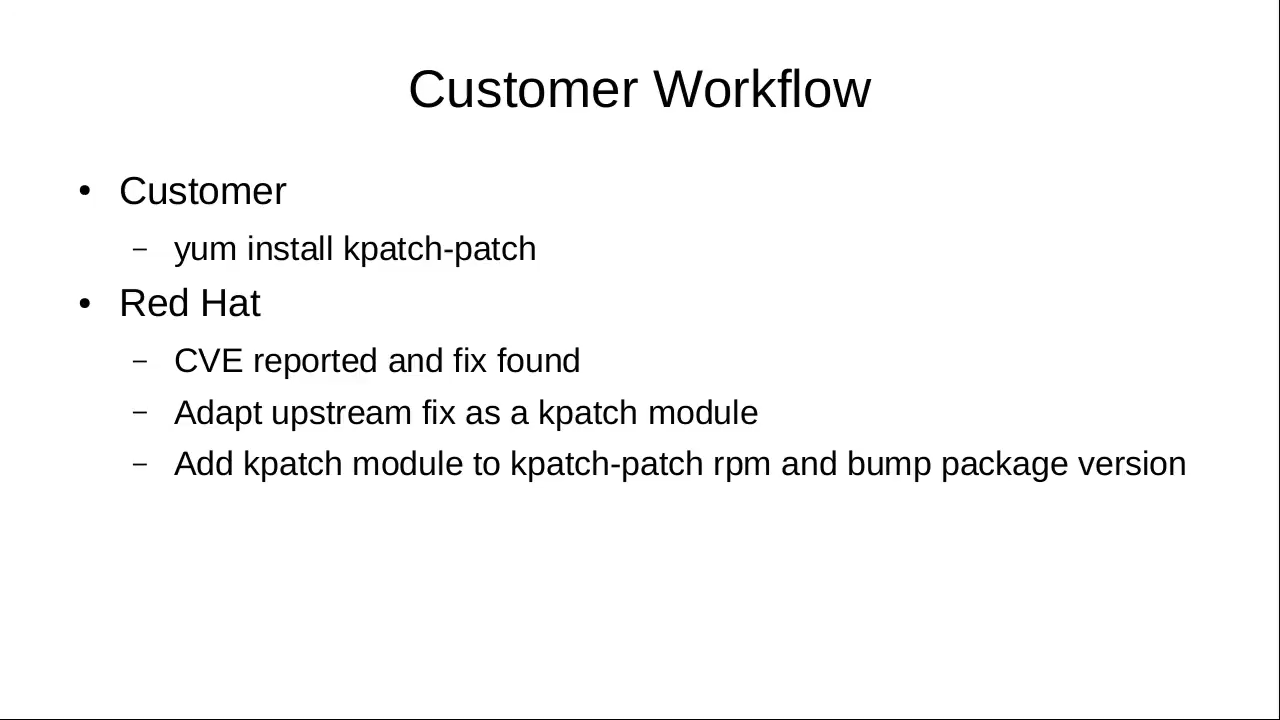 Customer Workflow
• Customer
– yum install kpatch-patch
• Red Hat
– CVE reported and fix found
– Adapt upstream fix as a kpatch module
– Add kpatch module to kpatch-patch rpm and bump package version